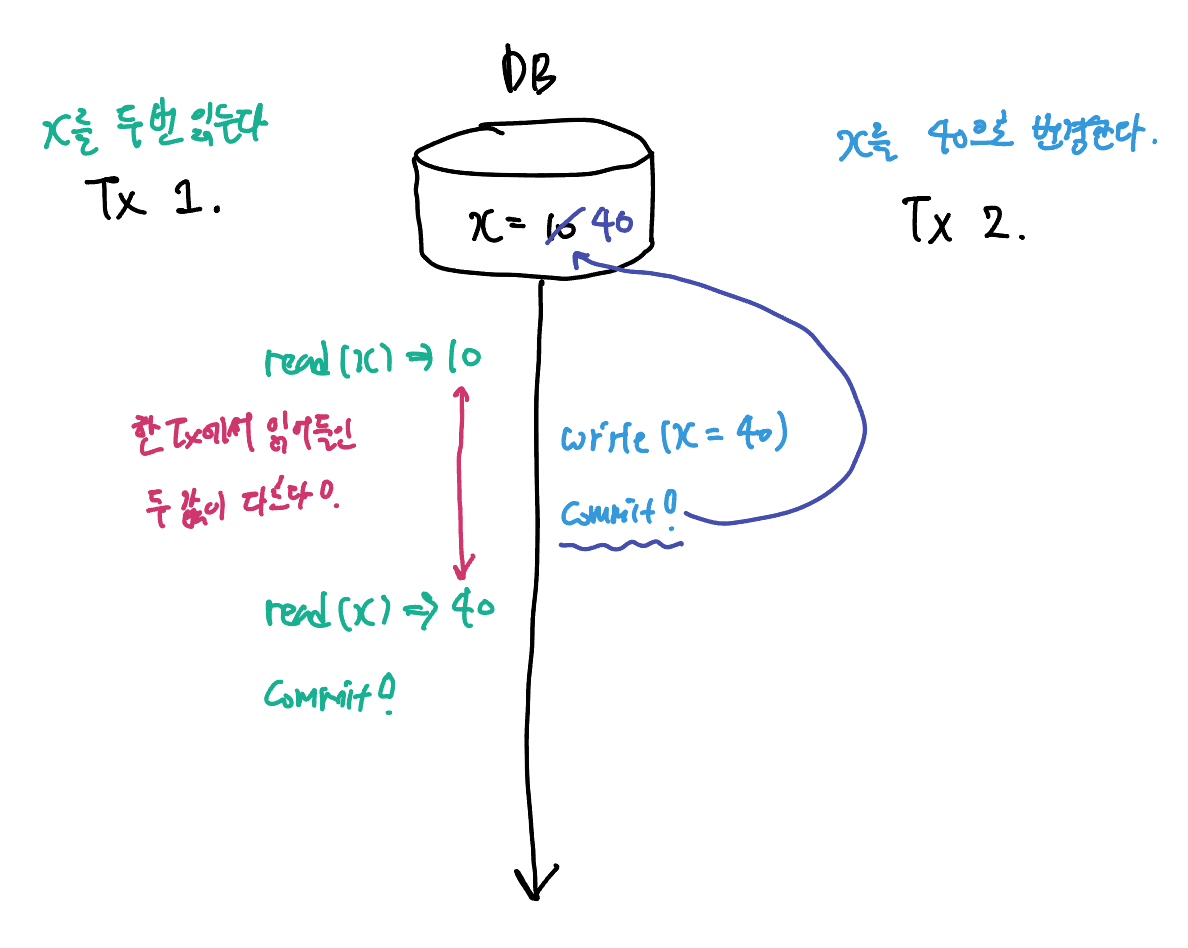 DB
x를 두번 읽는다
Tx 1.
x를 40으로 변경한다.
Tx 2.
x = 10 40
read(x) ⇒ 10
한 Tx에서 읽어들인
두 값이 다르다!
write(x = 40)
commit!
read(x) ⇒ 40
commit!